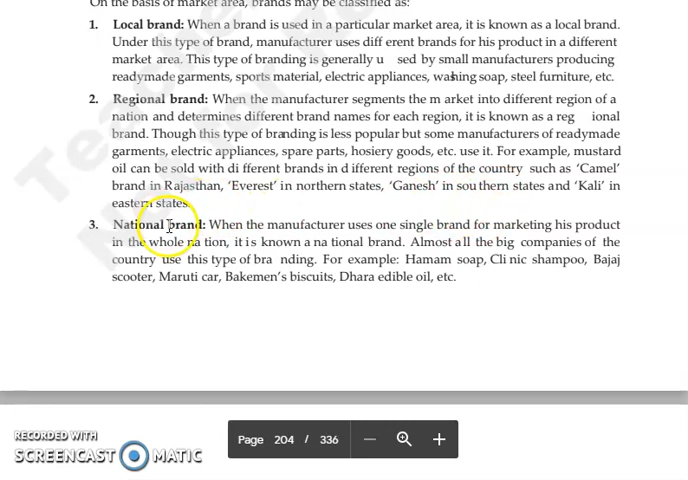 On the basis of market area, brands may be classified as:
1. Local brand: When a brand is used in a particular market area, it is known as a local brand.
Under this type of brand, manufacturer uses diff erent brands for his product in a different
market area. This type of branding is generally u sed by small manufacturers producing
readymade garments, sports material, electric appliances, washing soap, steel furniture, etc.
2. Regional brand: When the manufacturer segments the m arket into different region of a
nation and determines different brand names for each region, it is known as a reg ional
brand. Though this type of branding is less popular but some manufacturers of readymade
garments, electric appliances, spare parts, hosiery goods, etc. use it. For example, mustard
oil can be sold with di fferent brands in d ifferent regions of the country such as ‘Camel’
brand in Rajasthan, ‘Everest’ in northern states, ‘Ganesh’ in sou thern states and ‘Kali’ in
eastern states.
3. National brand: When the manufacturer uses one single brand for marketing his product
in the whole na tion, it i s known a na tional brand. Almost a ll the big companies of the
country use this type of bra nding. For example: Hamam soap, Cli nic shampoo, Bajaj
scooter, Maruti car, Bakemen’s biscuits, Dhara edible oil, etc.
RECORDED WITH
SCREENCAST MATIC
Page 204 / 336